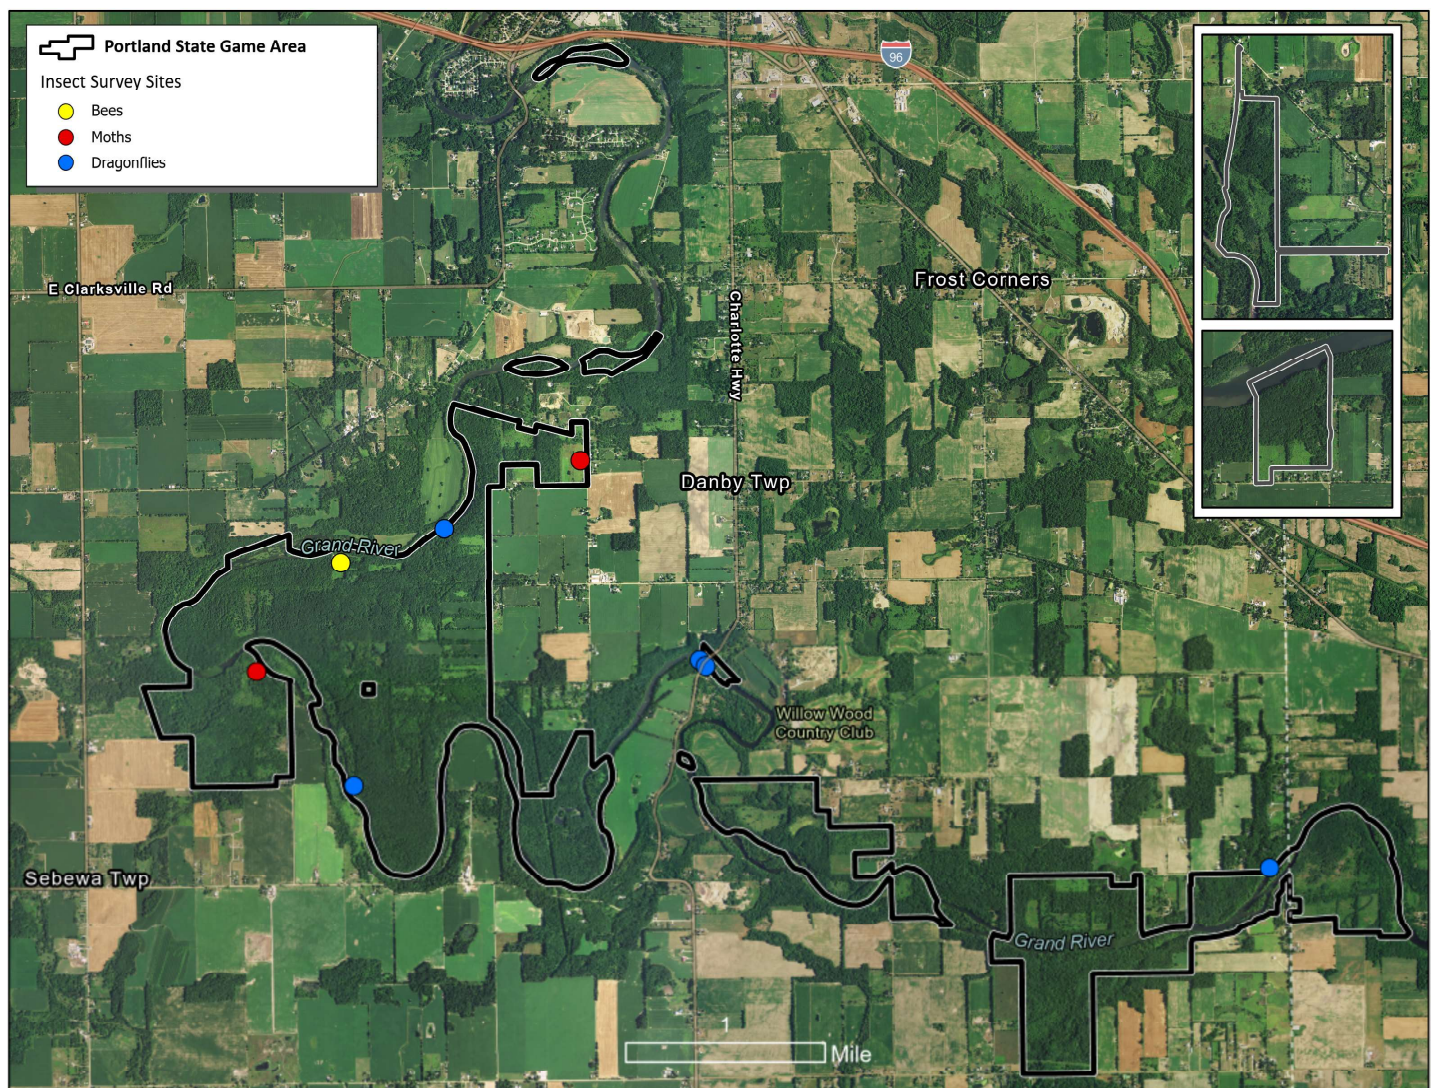 Portland State Game Area
Insect Survey Sites
Bees
Moths
Dragonflies
96
E Clarksville Rd
Charlotte Hwy
Frost Corners
Danby Twp
Grand River
Willow Wood
Country Club
Sebewa Twp
Grand River
1
Mile